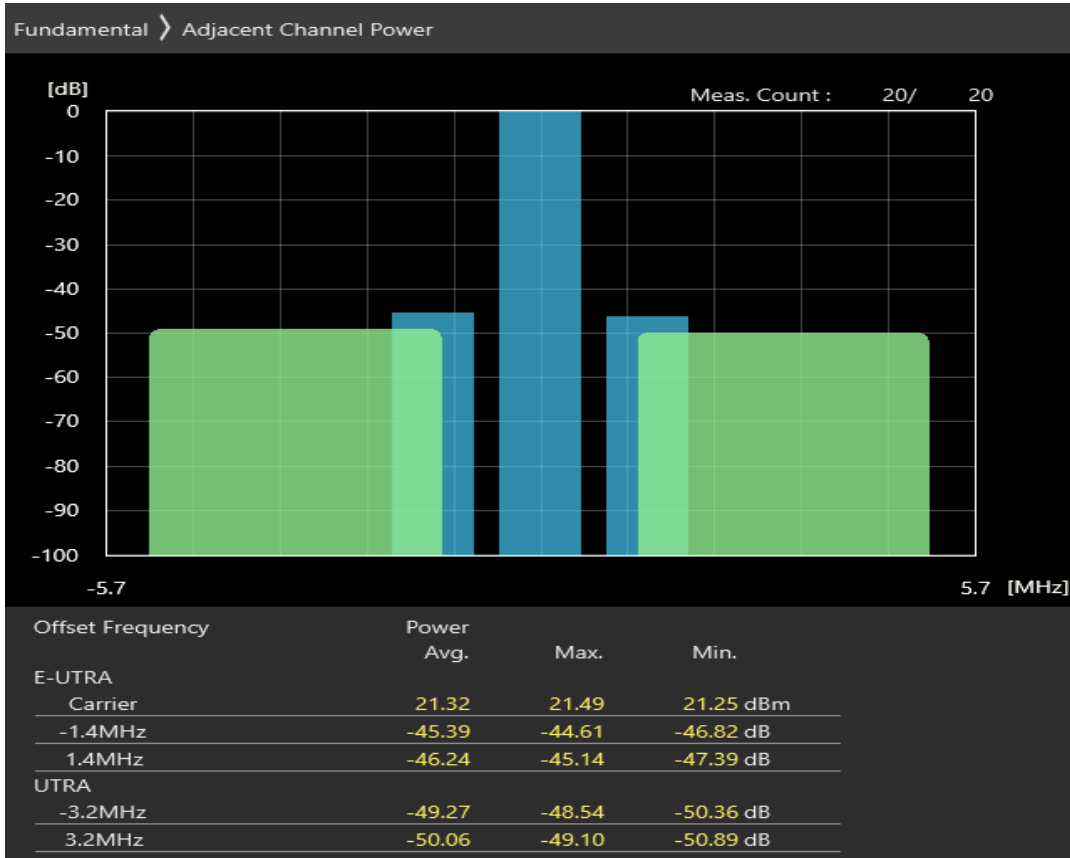 Fundamental 〉 Adjacent Channel Power
[dB]
Meas. Count : 20/ 20
0
-10
-20
-30
-40
-50
-60
-70
-80
-90
-100
-5.7 5.7 [MHz]
Offset Frequency Power
Avg. Max. Min.
E-UTRA
Carrier 21.32 21.49 21.25 dBm
-1.4MHz -45.39 -44.61 -46.82 dB
1.4MHz -46.24 -45.14 -47.39 dB
UTRA
-3.2MHz -49.27 -48.54 -50.36 dB
3.2MHz -50.06 -49.10 -50.89 dB